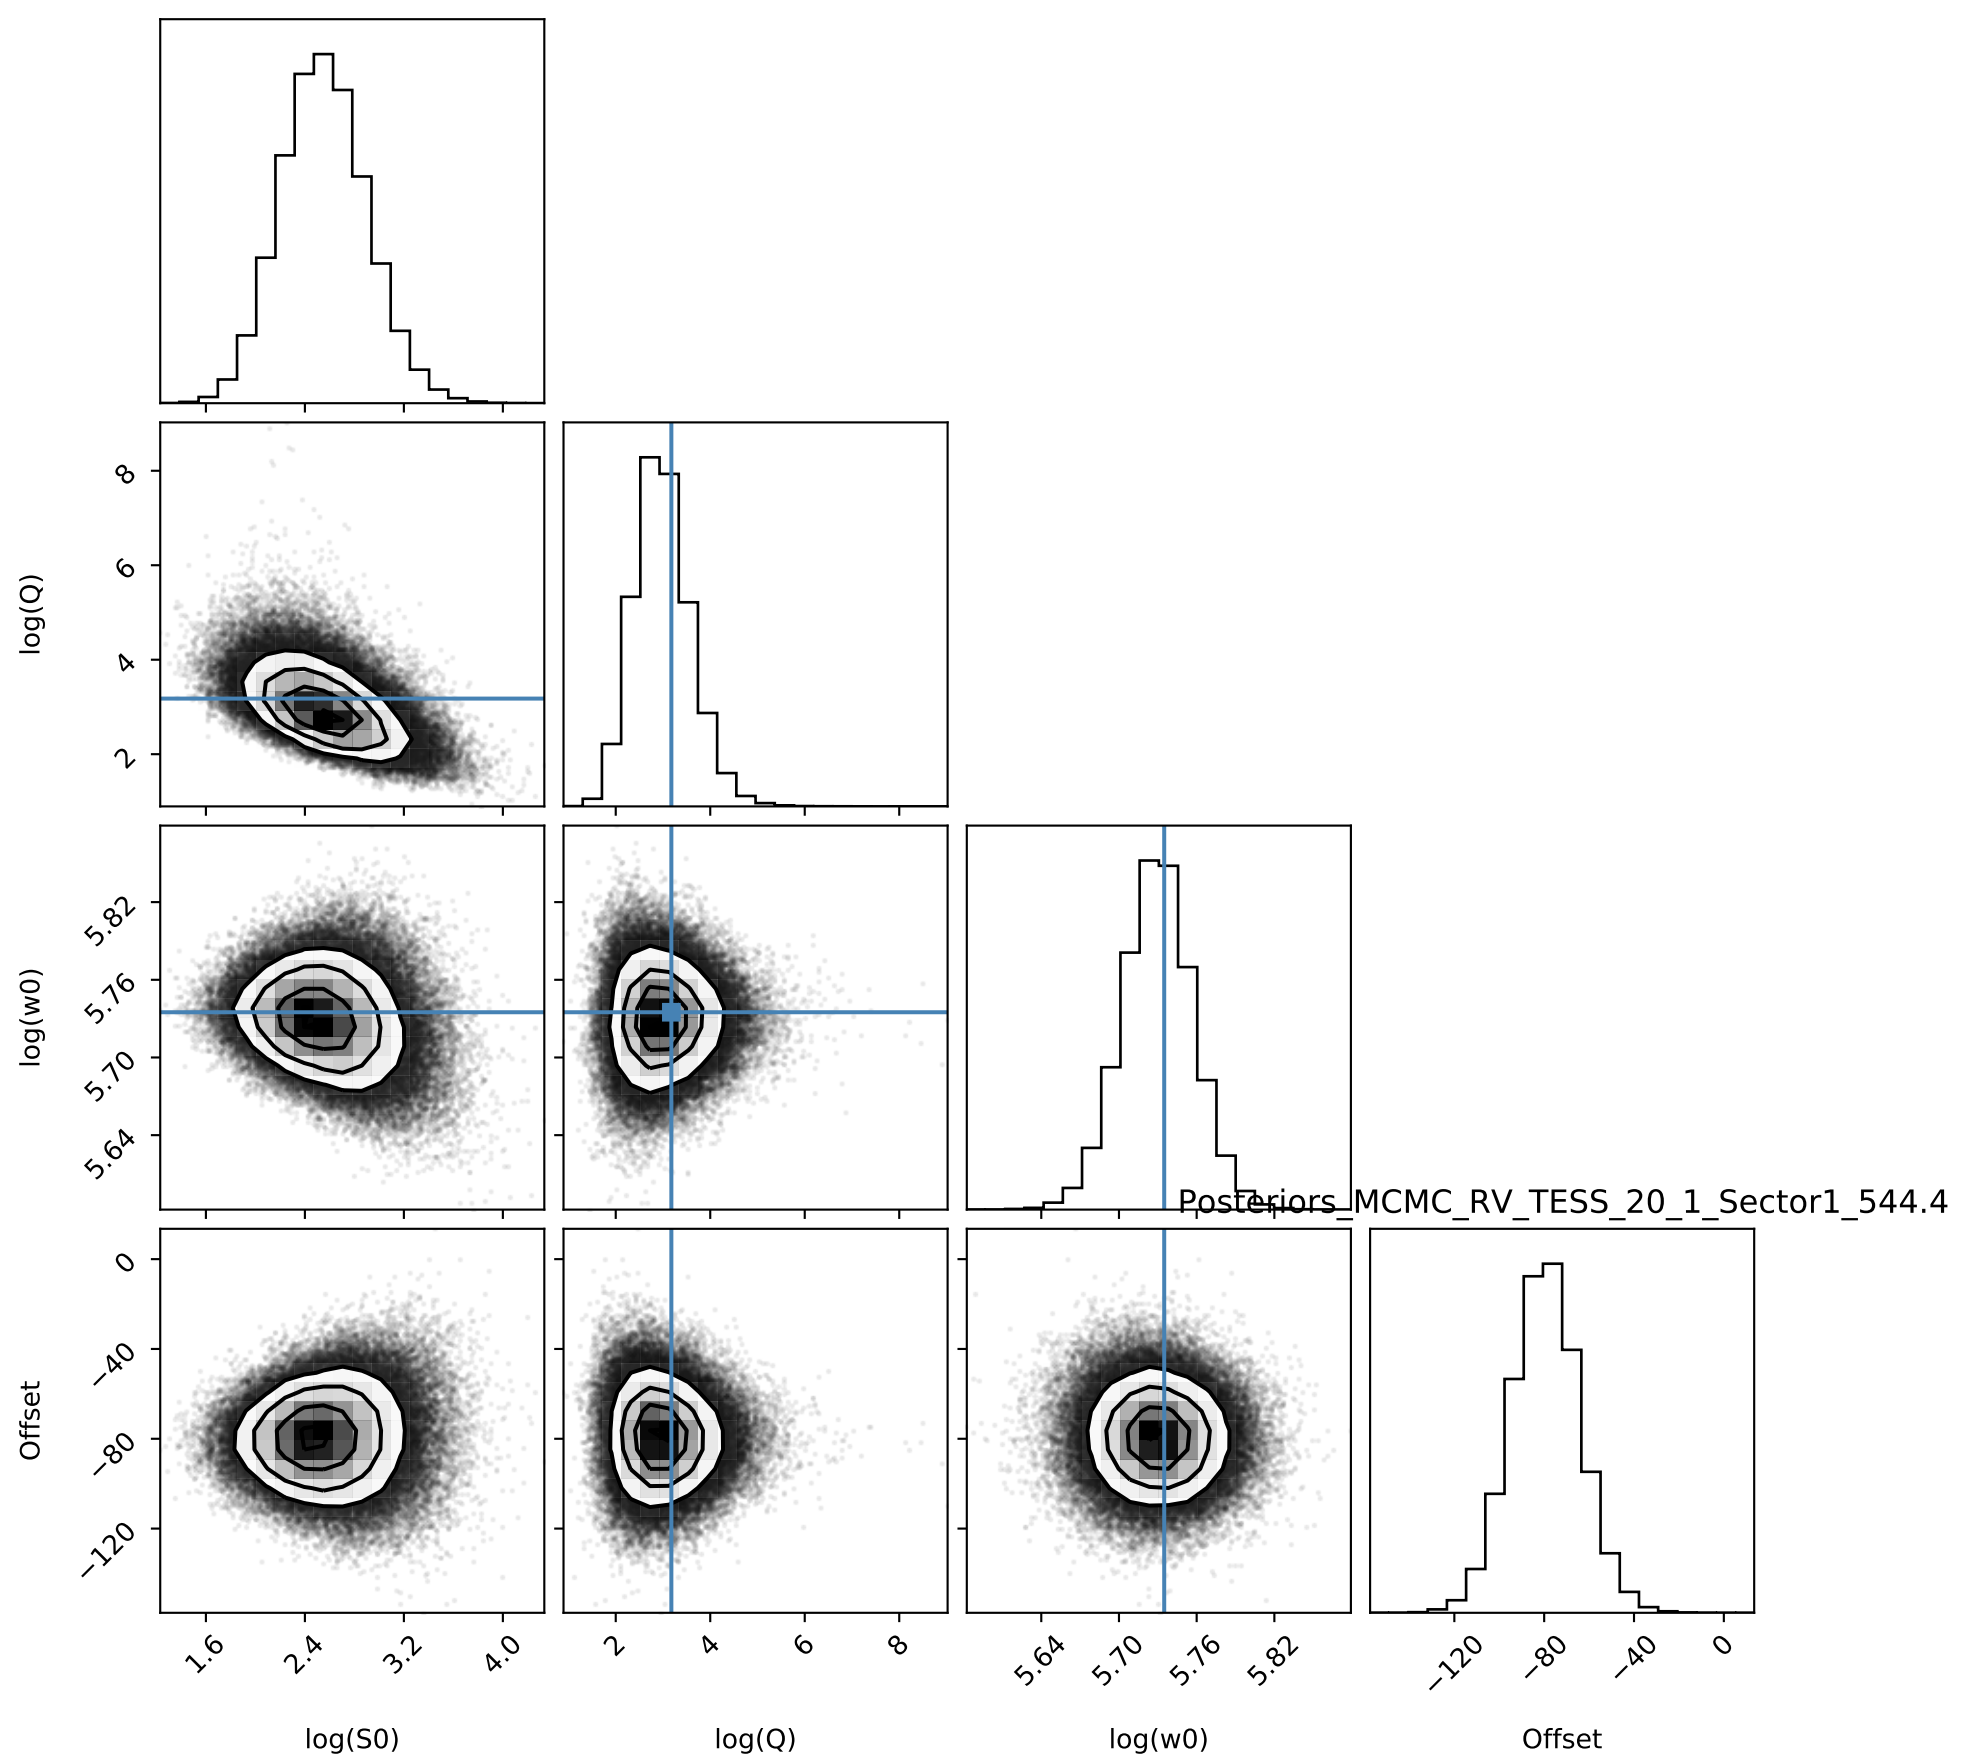 8
6
4
2
log(Q)
5.82
5.76
5.70
5.64
log(w0)
Posteriors_MCMC_RV_TESS_20_1_Sector1_544.4
0
−40
−80
−120
Offset
1.6 2.4 3.2 4.0
2 4 6 8
5.64 5.70 5.76 5.82
−120 −80 −40 0
log(S0) log(Q) log(w0) Offset